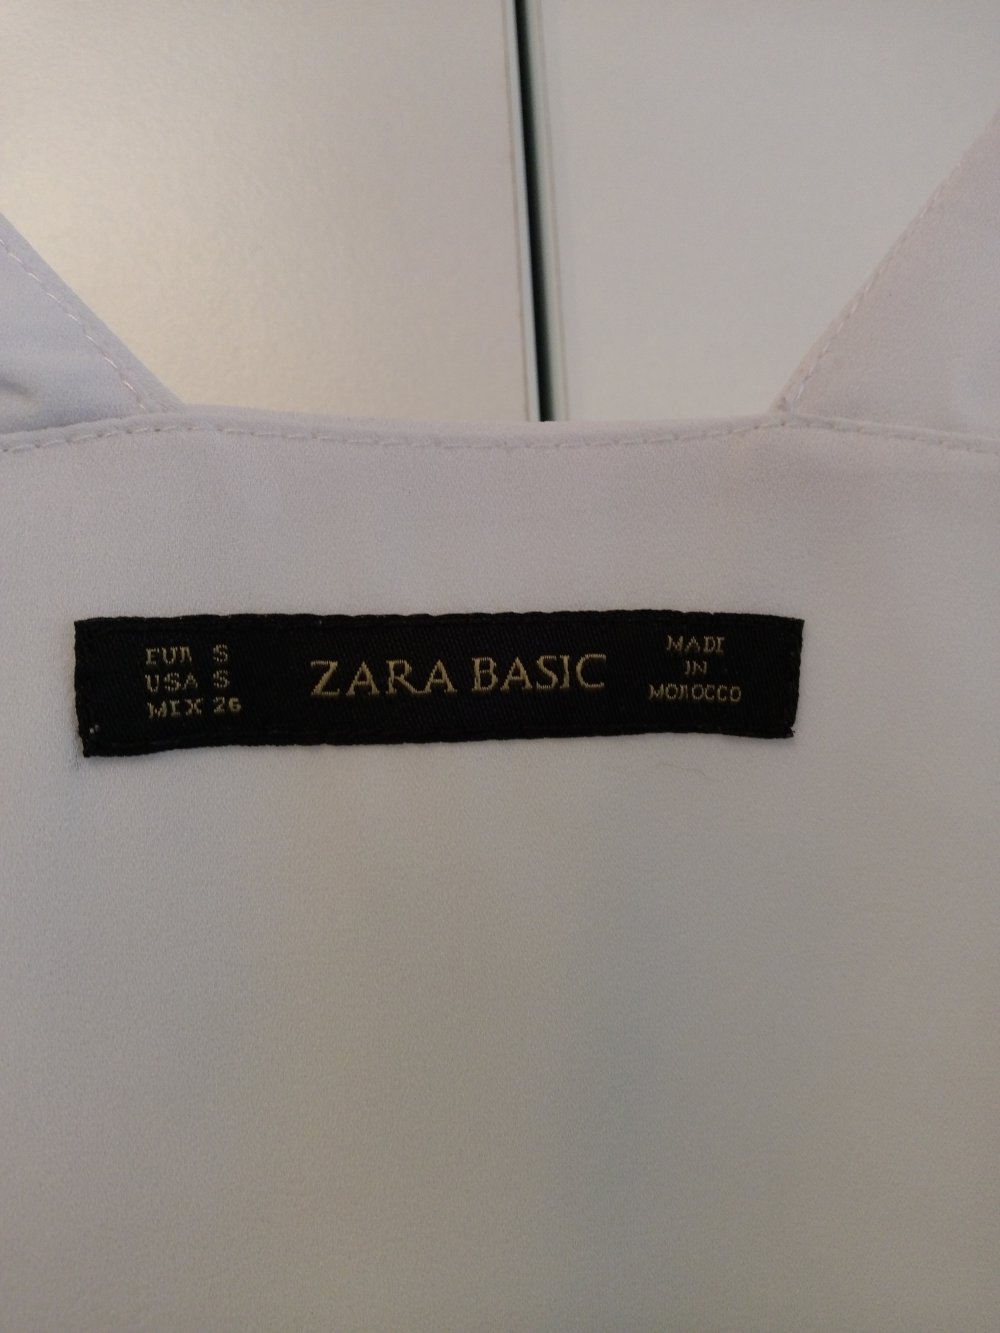 EUR S
USA S
MEX 26
ZARA BASIC
MADE
IN
MOROCCO